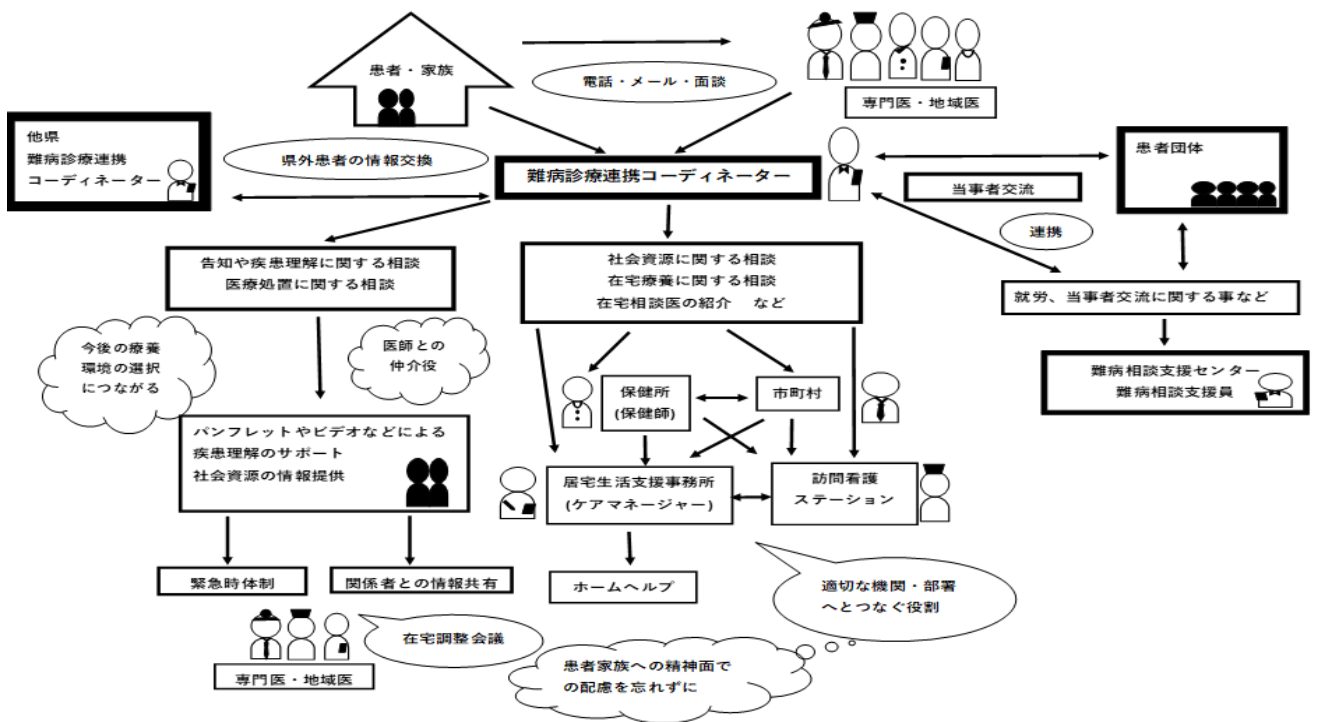 患者・家族
電話・メール・面談
専門医・地域医
他県
難病診療連携
コーディネーター
県外患者の情報交換
難病診療連携コーディネーター
患者団体
当事者交流
連携
告知や疾患理解に関する相談
医療処置に関する相談
社会資源に関する相談
在宅療養に関する相談
在宅相談医の紹介　など
就労、当事者交流に関する事など
今後の療養
環境の選択
につながる
医師との
仲介役
保健所
(保健師)
市町村
難病相談支援センター
難病相談支援員
パンフレットやビデオなどによる
疾患理解のサポート
社会資源の情報提供
居宅生活支援事務所
(ケアマネージャー)
訪問看護
ステーション
緊急時体制
関係者との情報共有
ホームヘルプ
適切な機関・部署
へとつなぐ役割
在宅調整会議
専門医・地域医
患者家族への精神面で
の配慮を忘れずに